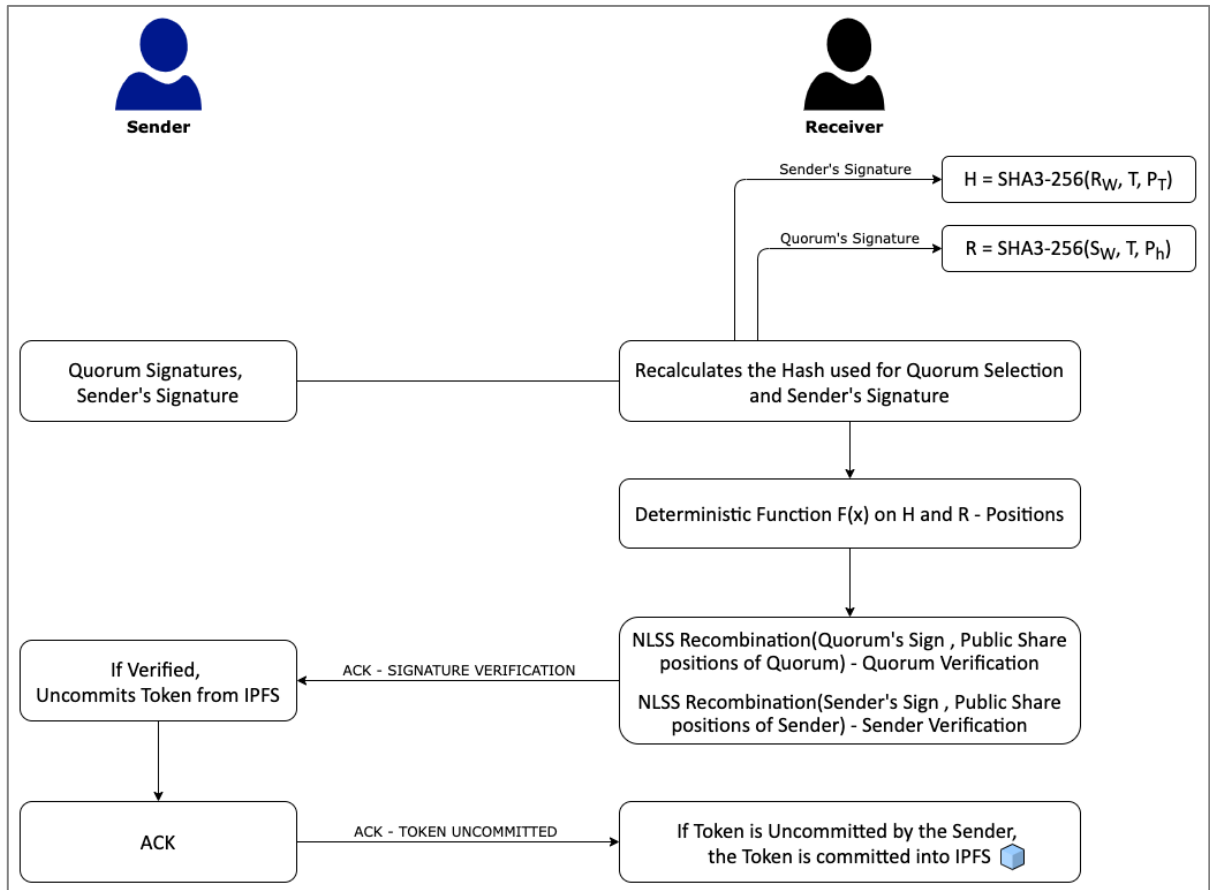 Sender
Receiver
Sender's Signature
H = SHA3-256(R_W, T, P_T)
Quorum's Signature
R = SHA3-256(S_W, T, P_h)
Quorum Signatures,
Sender's Signature
Recalculates the Hash used for Quorum Selection
and Sender's Signature
Deterministic Function F(x) on H and R - Positions
NLSS Recombination(Quorum's Sign , Public Share
positions of Quorum) - Quorum Verification
NLSS Recombination(Sender's Sign , Public Share
positions of Sender) - Sender Verification
ACK - SIGNATURE VERIFICATION
If Verified,
Uncommits Token from IPFS
ACK
ACK - TOKEN UNCOMMITTED
If Token is Uncommitted by the Sender,
the Token is committed into IPFS